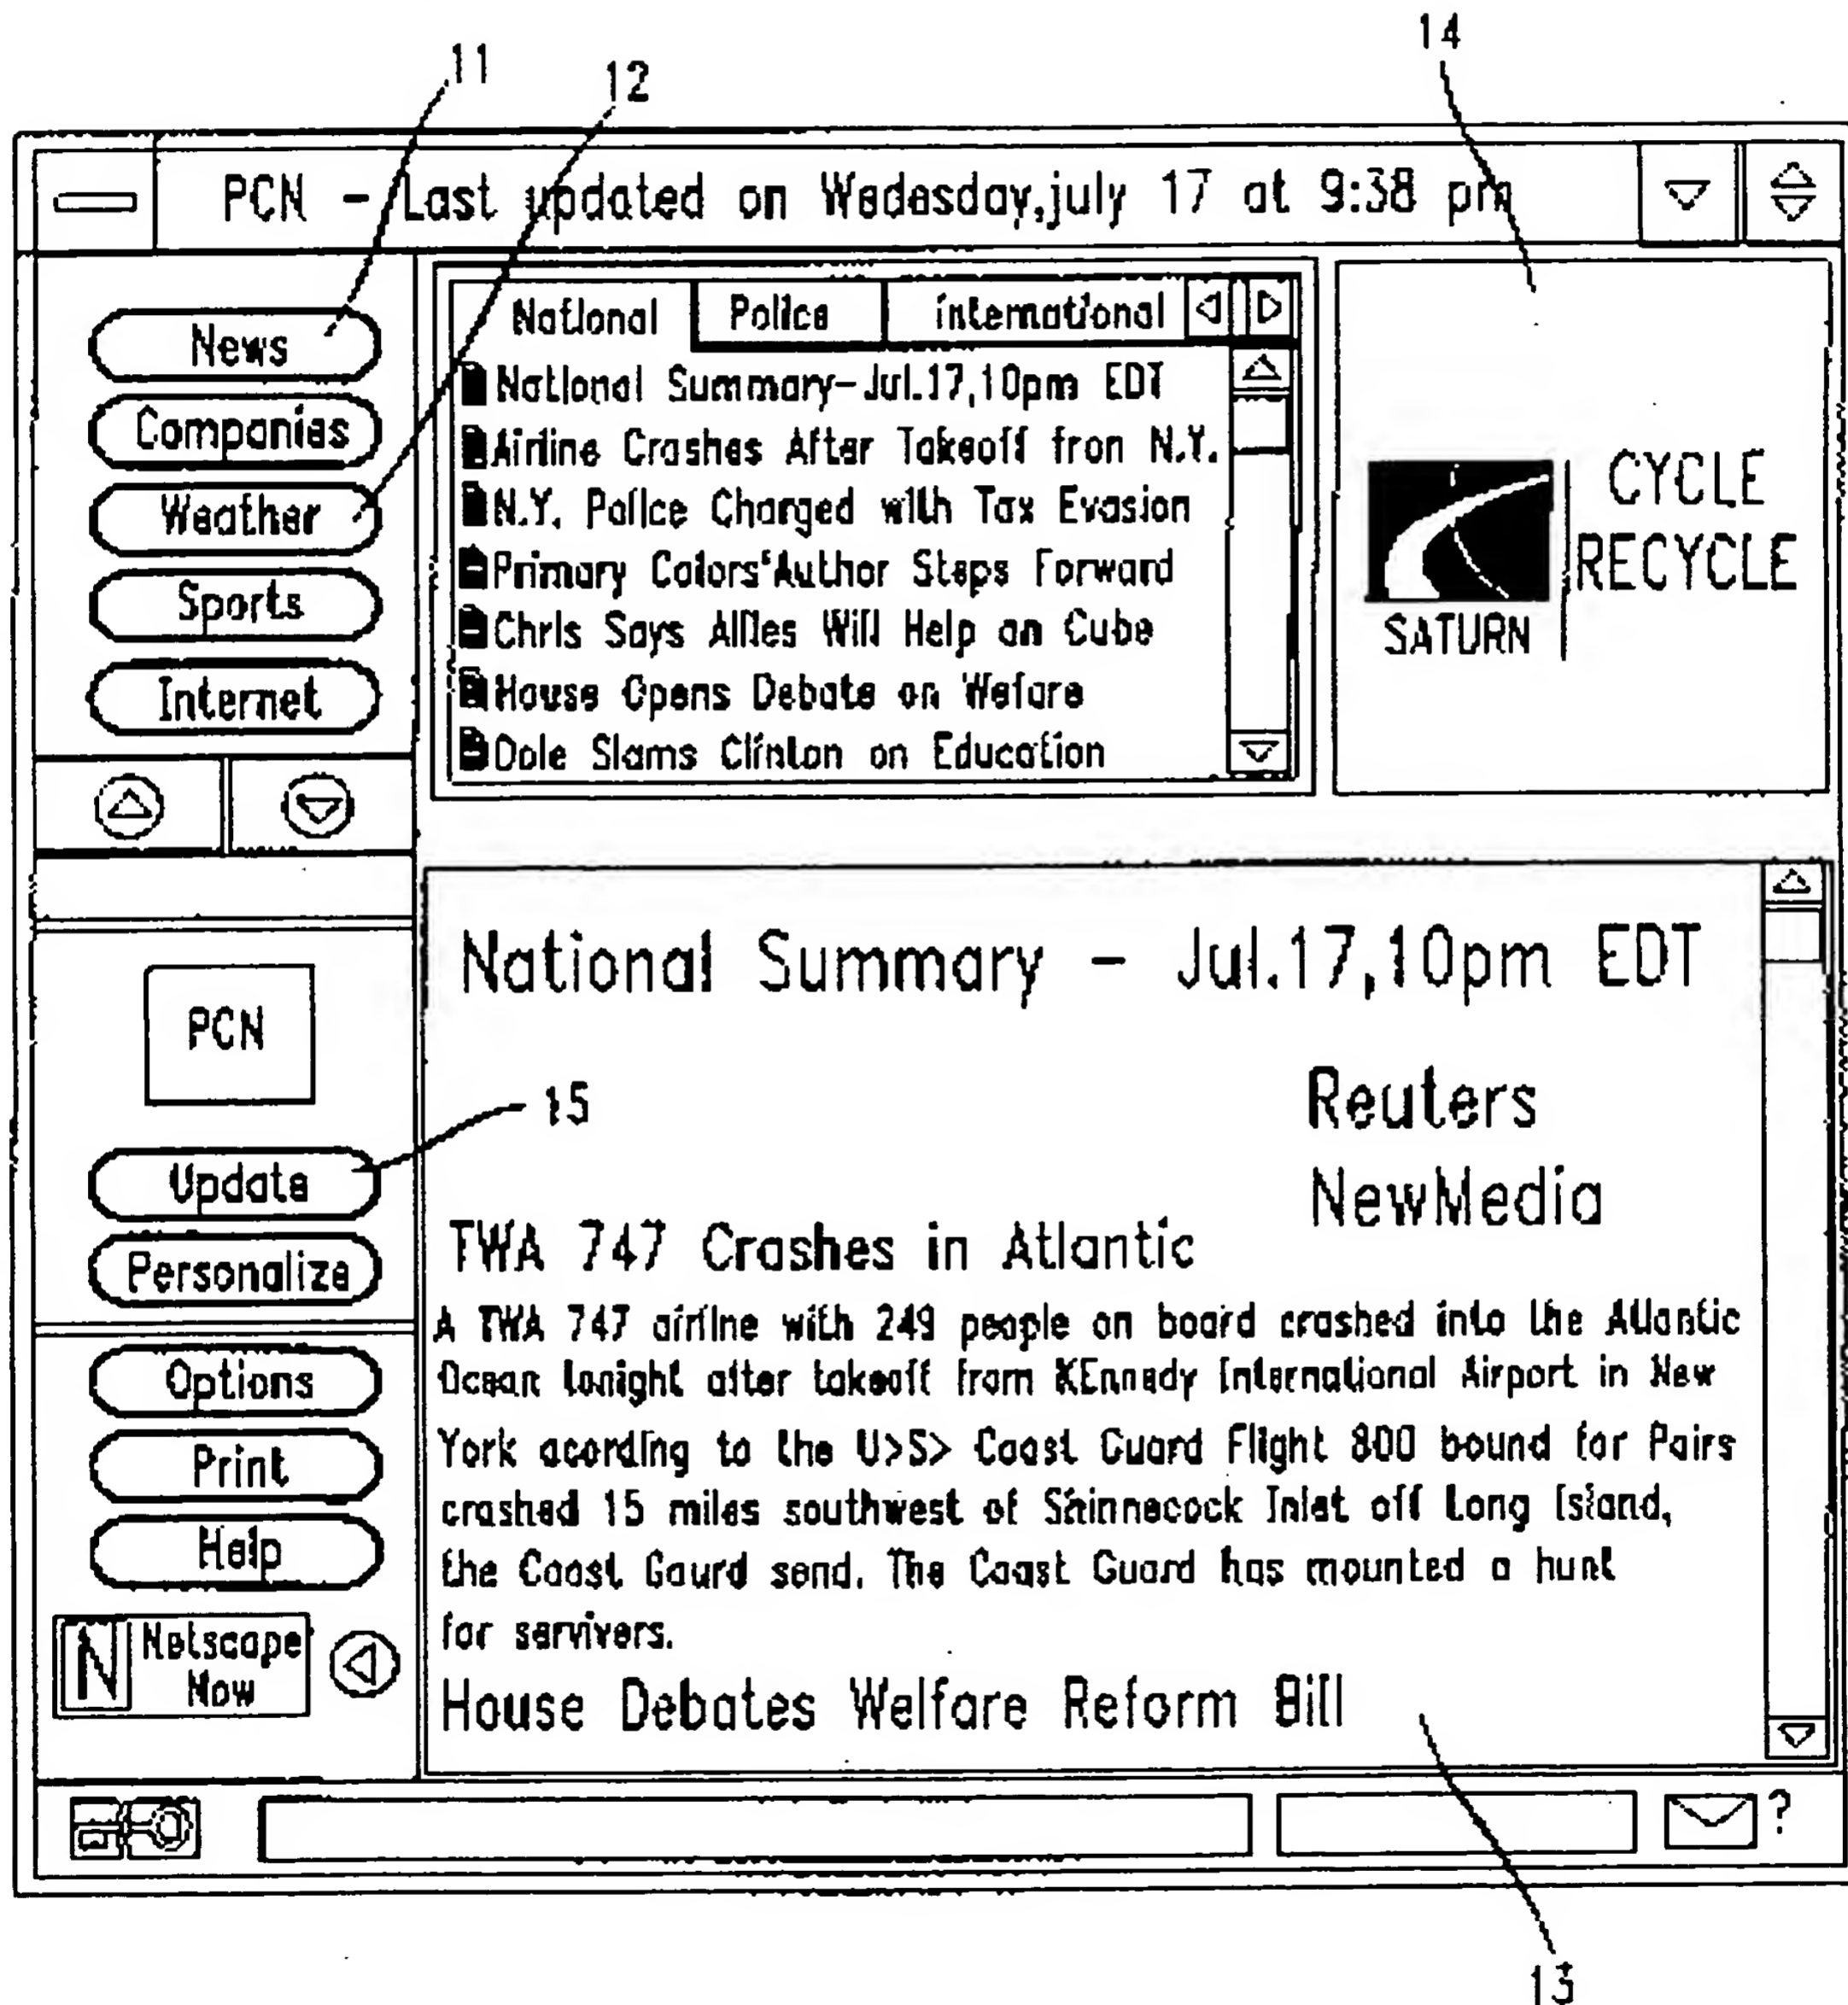 11
12
14
PCN - Last updated on Wedesday,july 17 at 9:38 pm
News
Companies
Weather
Sports
Internet
National Police international
National Summary-Jul.17,10pm EDT
Airline Crashes After Takeoff fron N.Y.
N.Y. Police Charged with Tax Evasion
Primary Colors'Author Steps Forward
Chris Says Allies Will Help on Cube
House Opens Debate on Wefare
Dole Slams Clinton on Education
CYCLE
RECYCLE
SATURN
PCN
15
Update
Personalize
Options
Print
Help
N Netscape
Now
National Summary - Jul.17,10pm EDT
Reuters
NewMedia
TWA 747 Crashes in Atlantic
A TWA 747 airline with 249 people on board crashed into the Atlantic
Ocean tonight after takeoff from KEnnedy International Airport in New
York acording to the U>S> Coast Guard Flight 800 bound for Pairs
crashed 15 miles southwest of Shinnecock Inlet off Long Island,
the Coast Gaurd send. The Coast Guard has mounted a hunt
for servivers.
House Debates Welfare Reform Bill
?
13